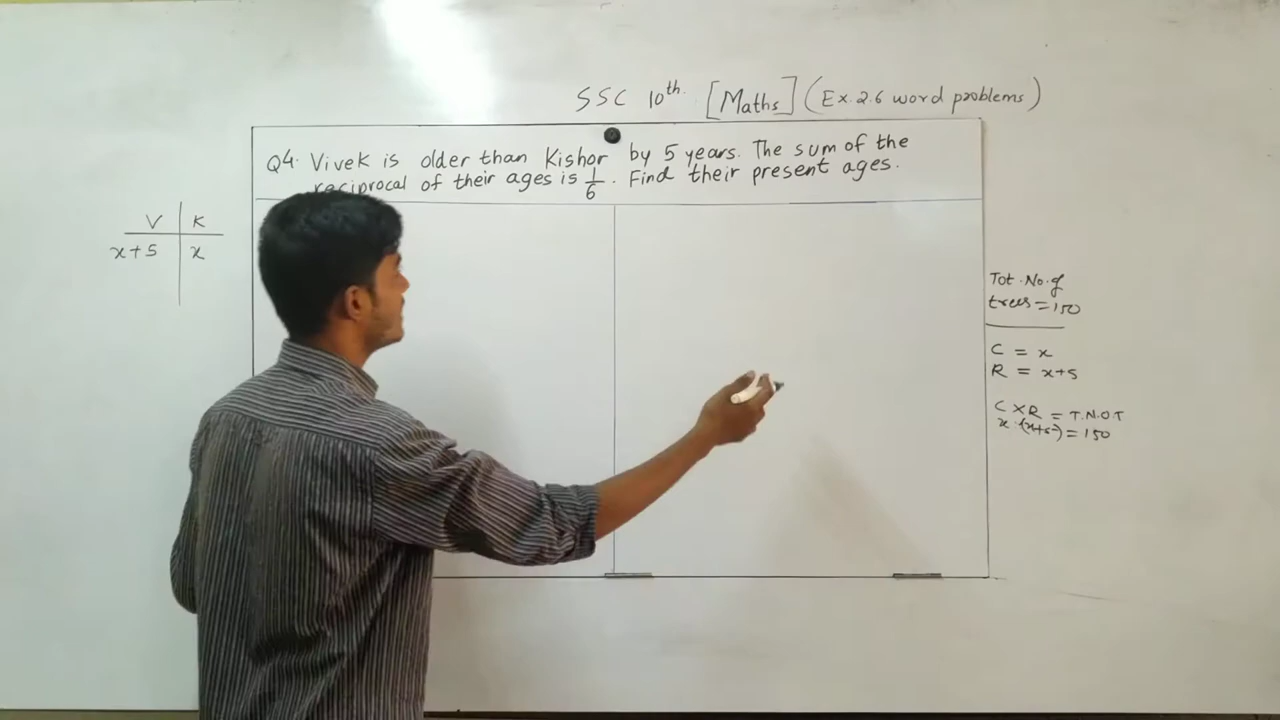 SSC 10th. [Maths] (Ex.2.6 word problems)
Q4. Vivek is older than Kishor by 5 years. The sum of the
reciprocal of their ages is 1/6. Find their present ages.
V | K
x+5 | x
Tot. No. of
trees = 150
C = x
R = x+5
C X R = T.N.O.T
x.(x+5) = 150